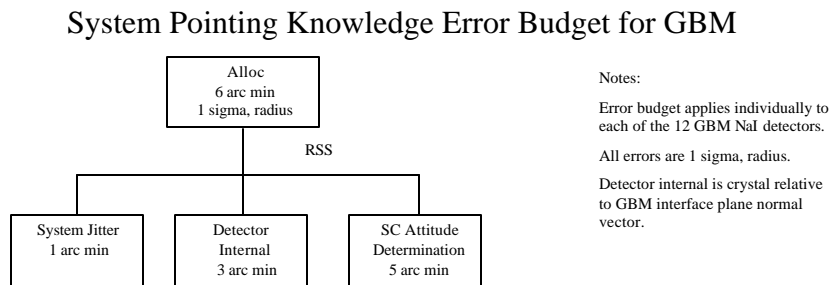 System Pointing Knowledge Error Budget for GBM
Alloc
6 arc min
1 sigma, radius
RSS
System Jitter
1 arc min
Detector
Internal
3 arc min
SC Attitude
Determination
5 arc min
Notes:
Error budget applies individually to
each of the 12 GBM NaI detectors.
All errors are 1 sigma, radius.
Detector internal is crystal relative
to GBM interface plane normal
vector.